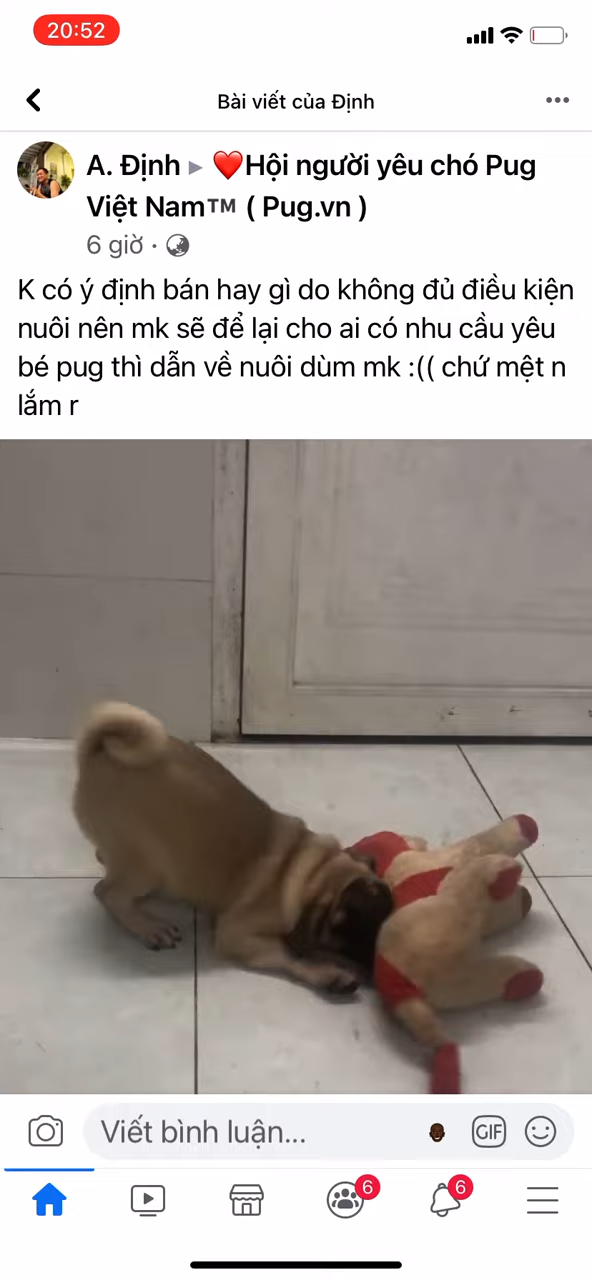 20:52
Bài viết của Định
A. Định ▸ ❤️Hội người yêu chó Pug
Việt Nam™ ( Pug.vn )
6 giờ ·
K có ý định bán hay gì do không đủ điều kiện
nuôi nên mk sẽ để lại cho ai có nhu cầu yêu
bé pug thì dẫn về nuôi dùm mk :(( chứ mệt n
lắm r
Viết bình luận...
GIF
6
6